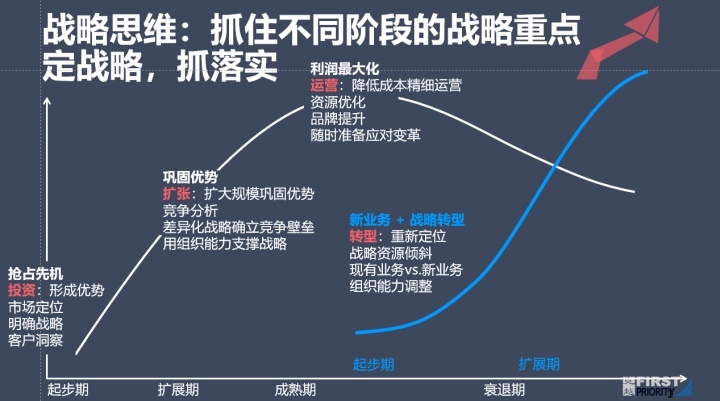 战略思维：抓住不同阶段的战略重点
定战略，抓落实
利润最大化
运营：降低成本精细运营
资源优化
品牌提升
随时准备应对变革
巩固优势
扩张：扩大规模巩固优势
竞争分析
差异化战略确立竞争壁垒
用组织能力支撑战略
新业务 + 战略转型
转型：重新定位
战略资源倾斜
现有业务vs.新业务
组织能力调整
抢占先机
投资：形成优势
市场定位
明确战略
客户洞察
起步期
扩展期
起步期
扩展期
成熟期
衰退期
FIRST
PRIORITY